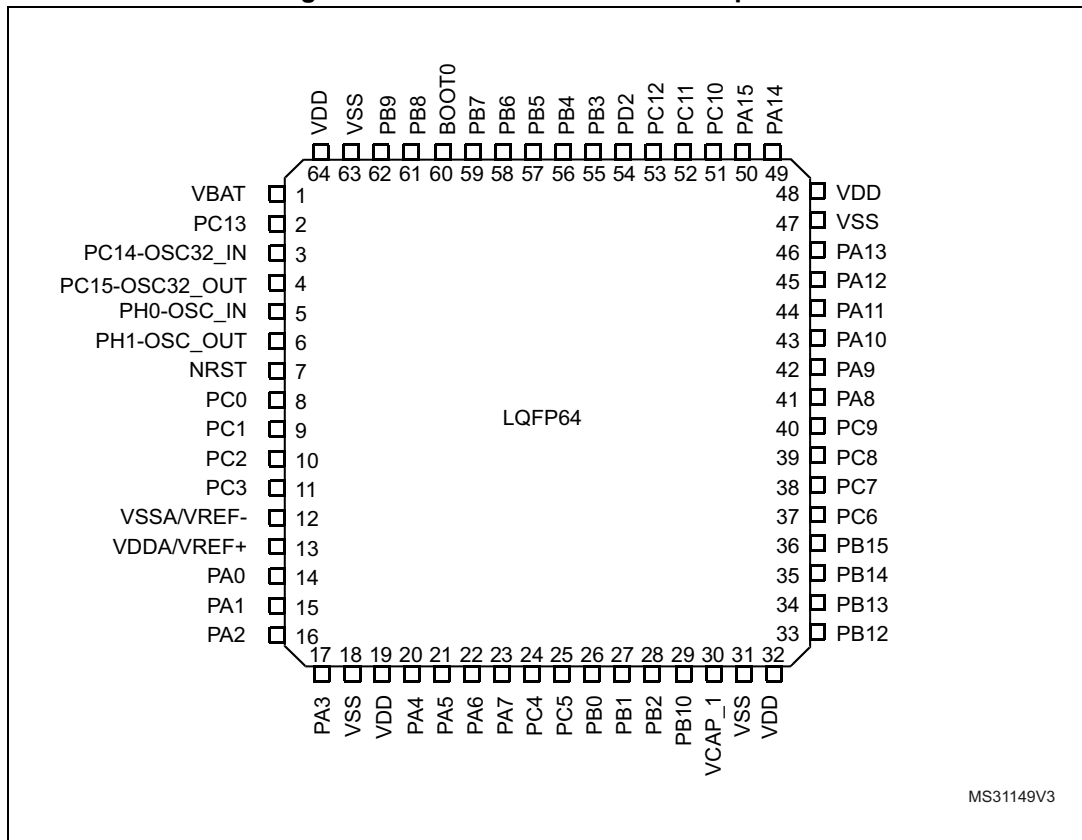 VDD
VSS
PB9
PB8
BOOT0
PB7
PB6
PB5
PB4
PB3
PD2
PC12
PC11
PC10
PA15
PA14
64 63 62 61 60 59 58 57 56 55 54 53 52 51 50 49
VBAT 1
PC13 2
PC14-OSC32_IN 3
PC15-OSC32_OUT 4
PH0-OSC_IN 5
PH1-OSC_OUT 6
NRST 7
PC0 8
PC1 9
PC2 10
PC3 11
VSSA/VREF- 12
VDDA/VREF+ 13
PA0 14
PA1 15
PA2 16
LQFP64
48 VDD
47 VSS
46 PA13
45 PA12
44 PA11
43 PA10
42 PA9
41 PA8
40 PC9
39 PC8
38 PC7
37 PC6
36 PB15
35 PB14
34 PB13
33 PB12
17 18 19 20 21 22 23 24 25 26 27 28 29 30 31 32
PA3
VSS
VDD
PA4
PA5
PA6
PA7
PC4
PC5
PB0
PB1
PB2
PB10
VCAP_1
VSS
VDD
MS31149V3